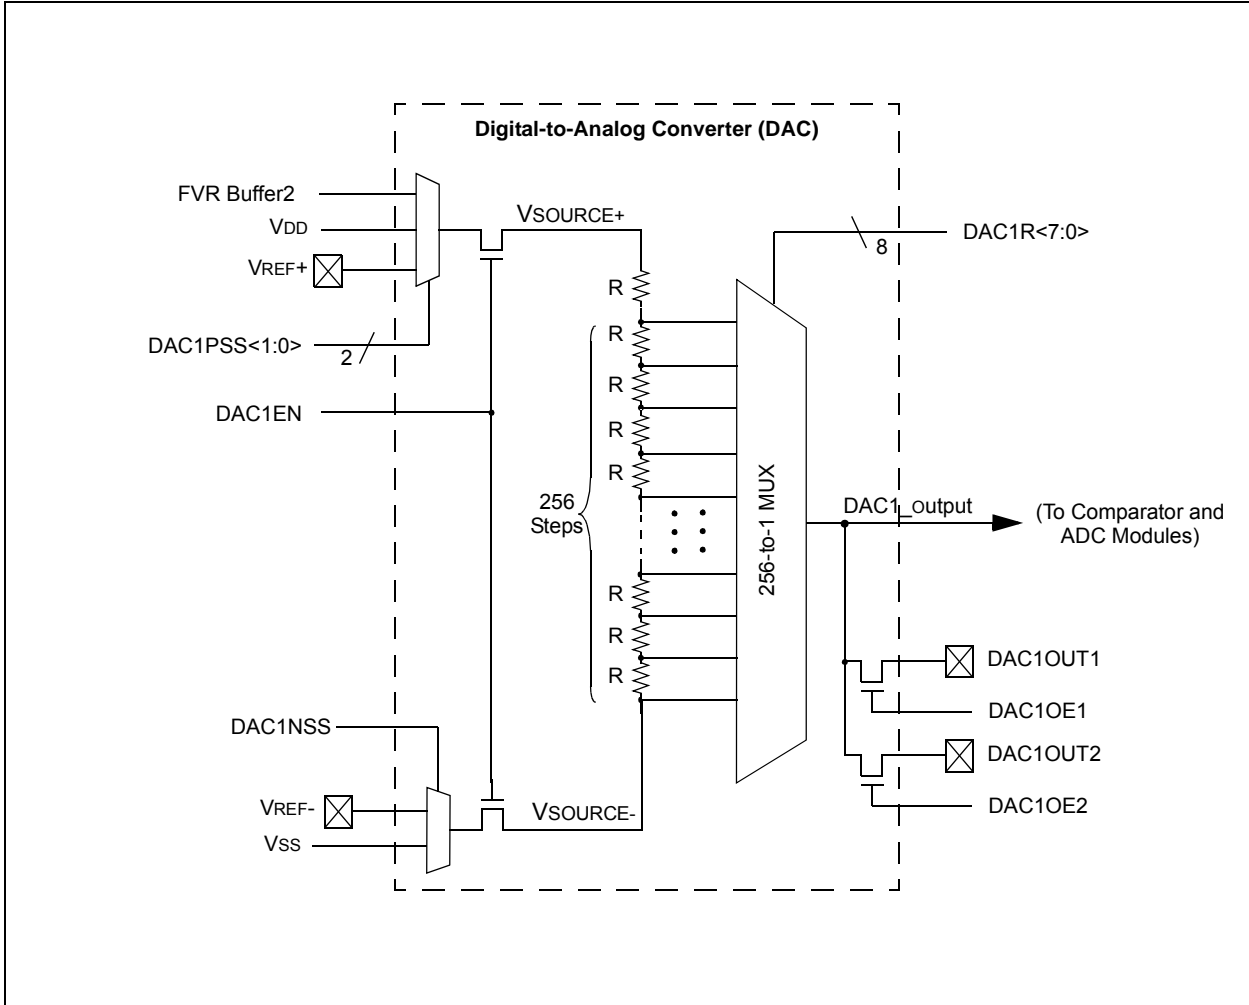 Digital-to-Analog Converter (DAC)
FVR Buffer2
VDD
VREF+
VSOURCE+
DAC1R<7:0>
8
DAC1PSS<1:0>
2
DAC1EN
R
R
R
R
R
256
Steps
R
R
R
256-to-1 MUX
DAC1_Output
(To Comparator and
ADC Modules)
DAC1OUT1
DAC1OE1
DAC1OUT2
DAC1OE2
DAC1NSS
VREF-
VSS
VSOURCE-